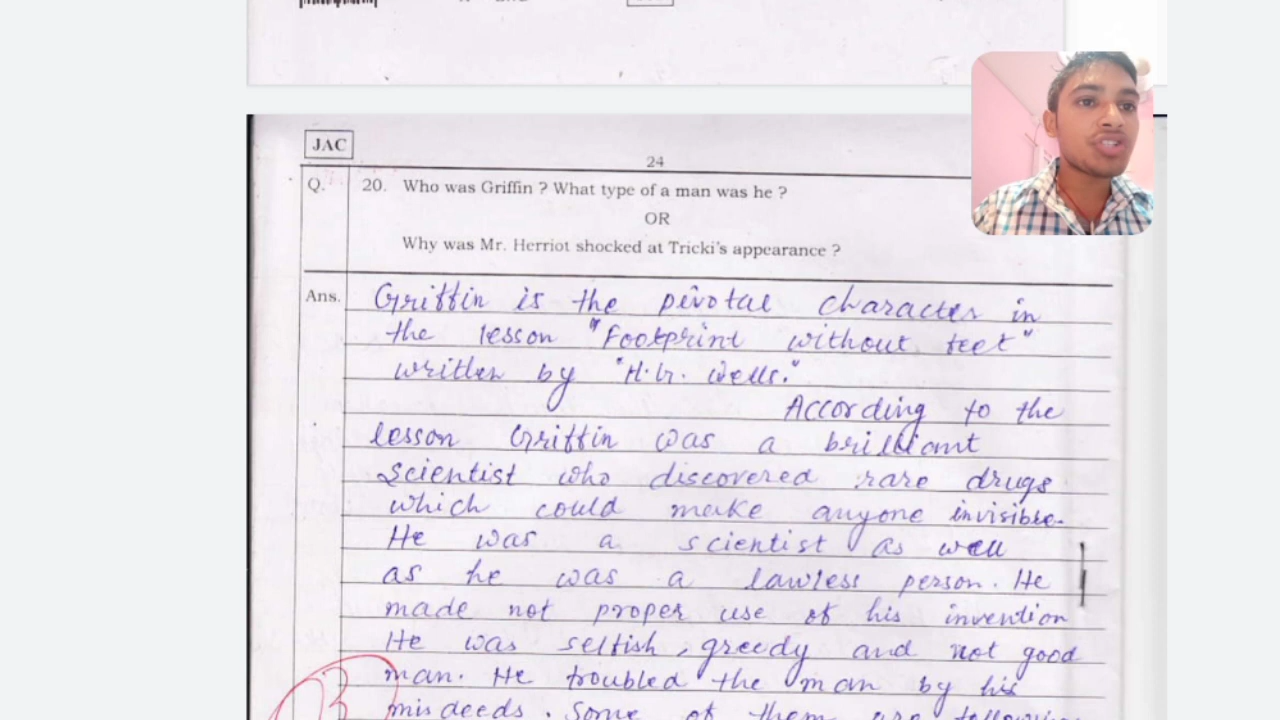 JAC
24
Q. 20. Who was Griffin ? What type of a man was he ?
OR
Why was Mr. Herriot shocked at Tricki's appearance ?
Ans. Griffin is the pivotal character in
the lesson "Footprint without feet"
written by "H.G. Wells."
According to the
lesson Griffin was a brilliant
scientist who discovered rare drugs
which could make anyone invisible.
He was a scientist as well
as he was a lawless person. He
made not proper use of his invention
He was selfish, greedy and not good
man. He troubled the man by his
misdeeds. Some of them are